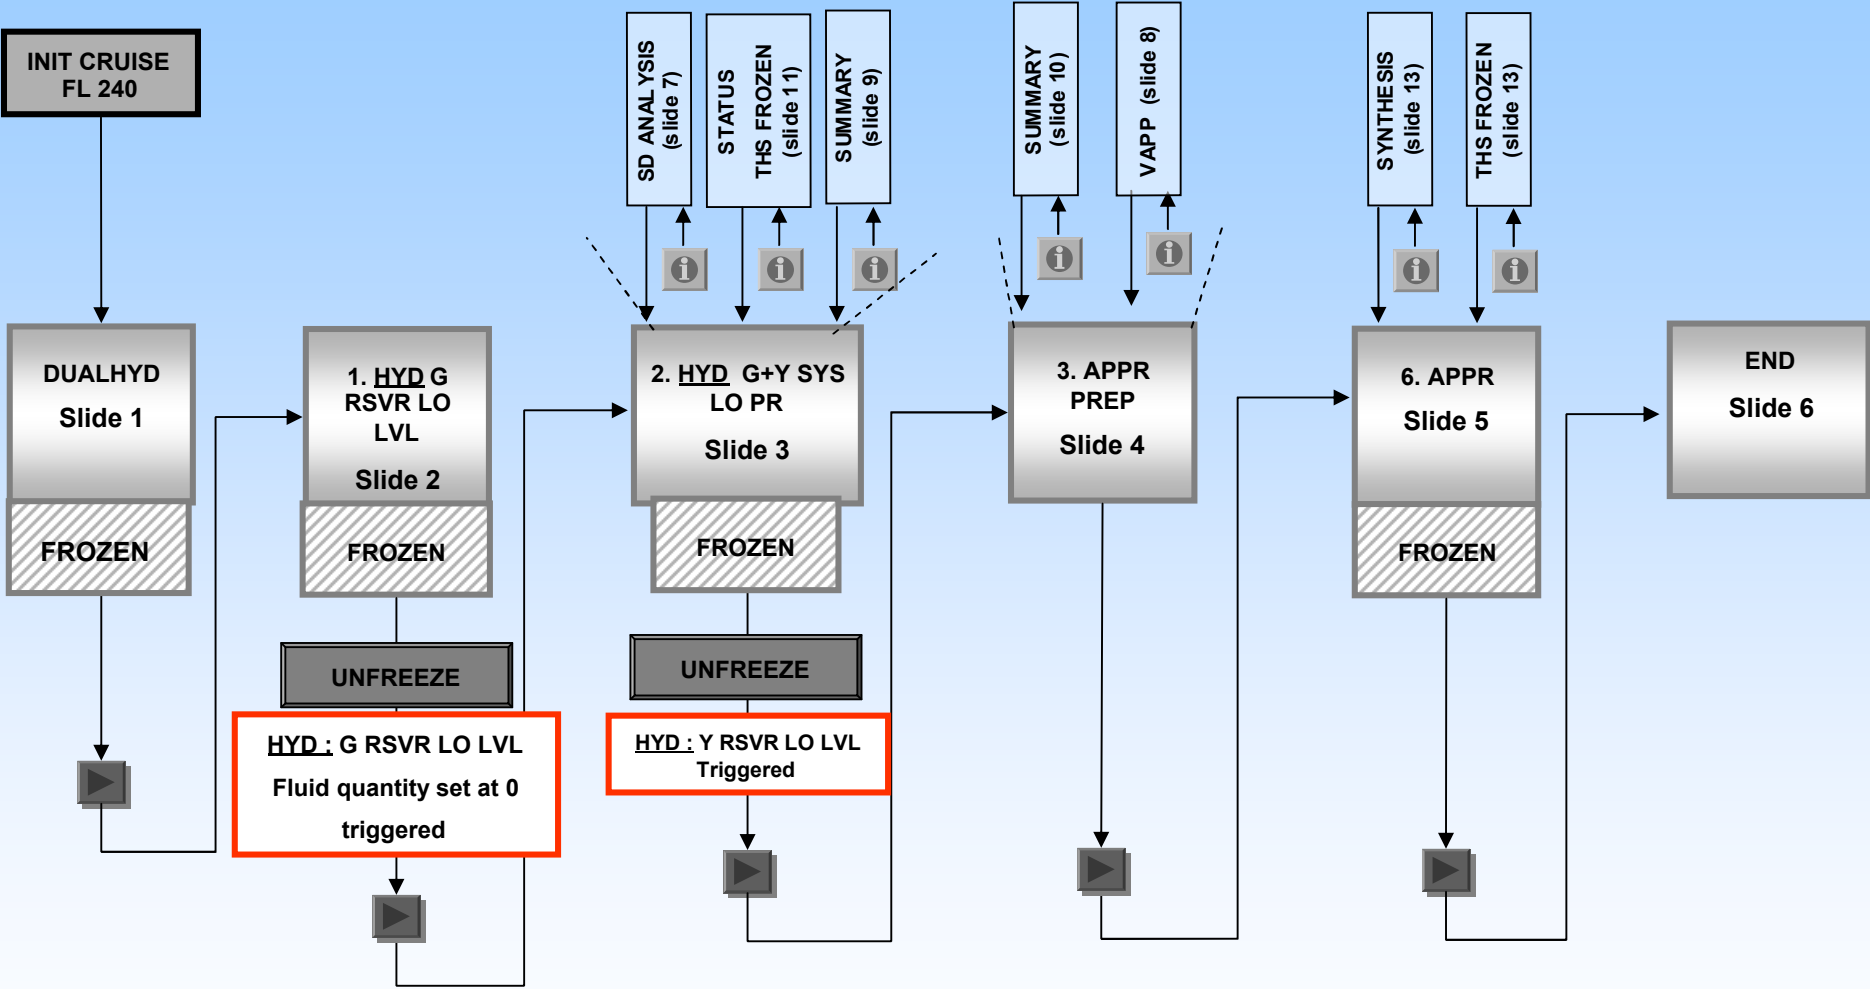 INIT CRUISE
FL 240
SD ANALYSIS
(slide 7)
STATUS
THS FROZEN
(slide 11)
SUMMARY
(slide 9)
SUMMARY
(slide 10)
VAPP (slide 8)
SYNTHESIS
(slide 13)
THS FROZEN
(slide 13)
DUALHYD
Slide 1
FROZEN
1. HYD G
RSVR LO
LVL
Slide 2
FROZEN
UNFREEZE
HYD : G RSVR LO LVL
Fluid quantity set at 0
triggered
2. HYD G+Y SYS
LO PR
Slide 3
FROZEN
UNFREEZE
HYD : Y RSVR LO LVL
Triggered
3. APPR
PREP
Slide 4
6. APPR
Slide 5
FROZEN
END
Slide 6